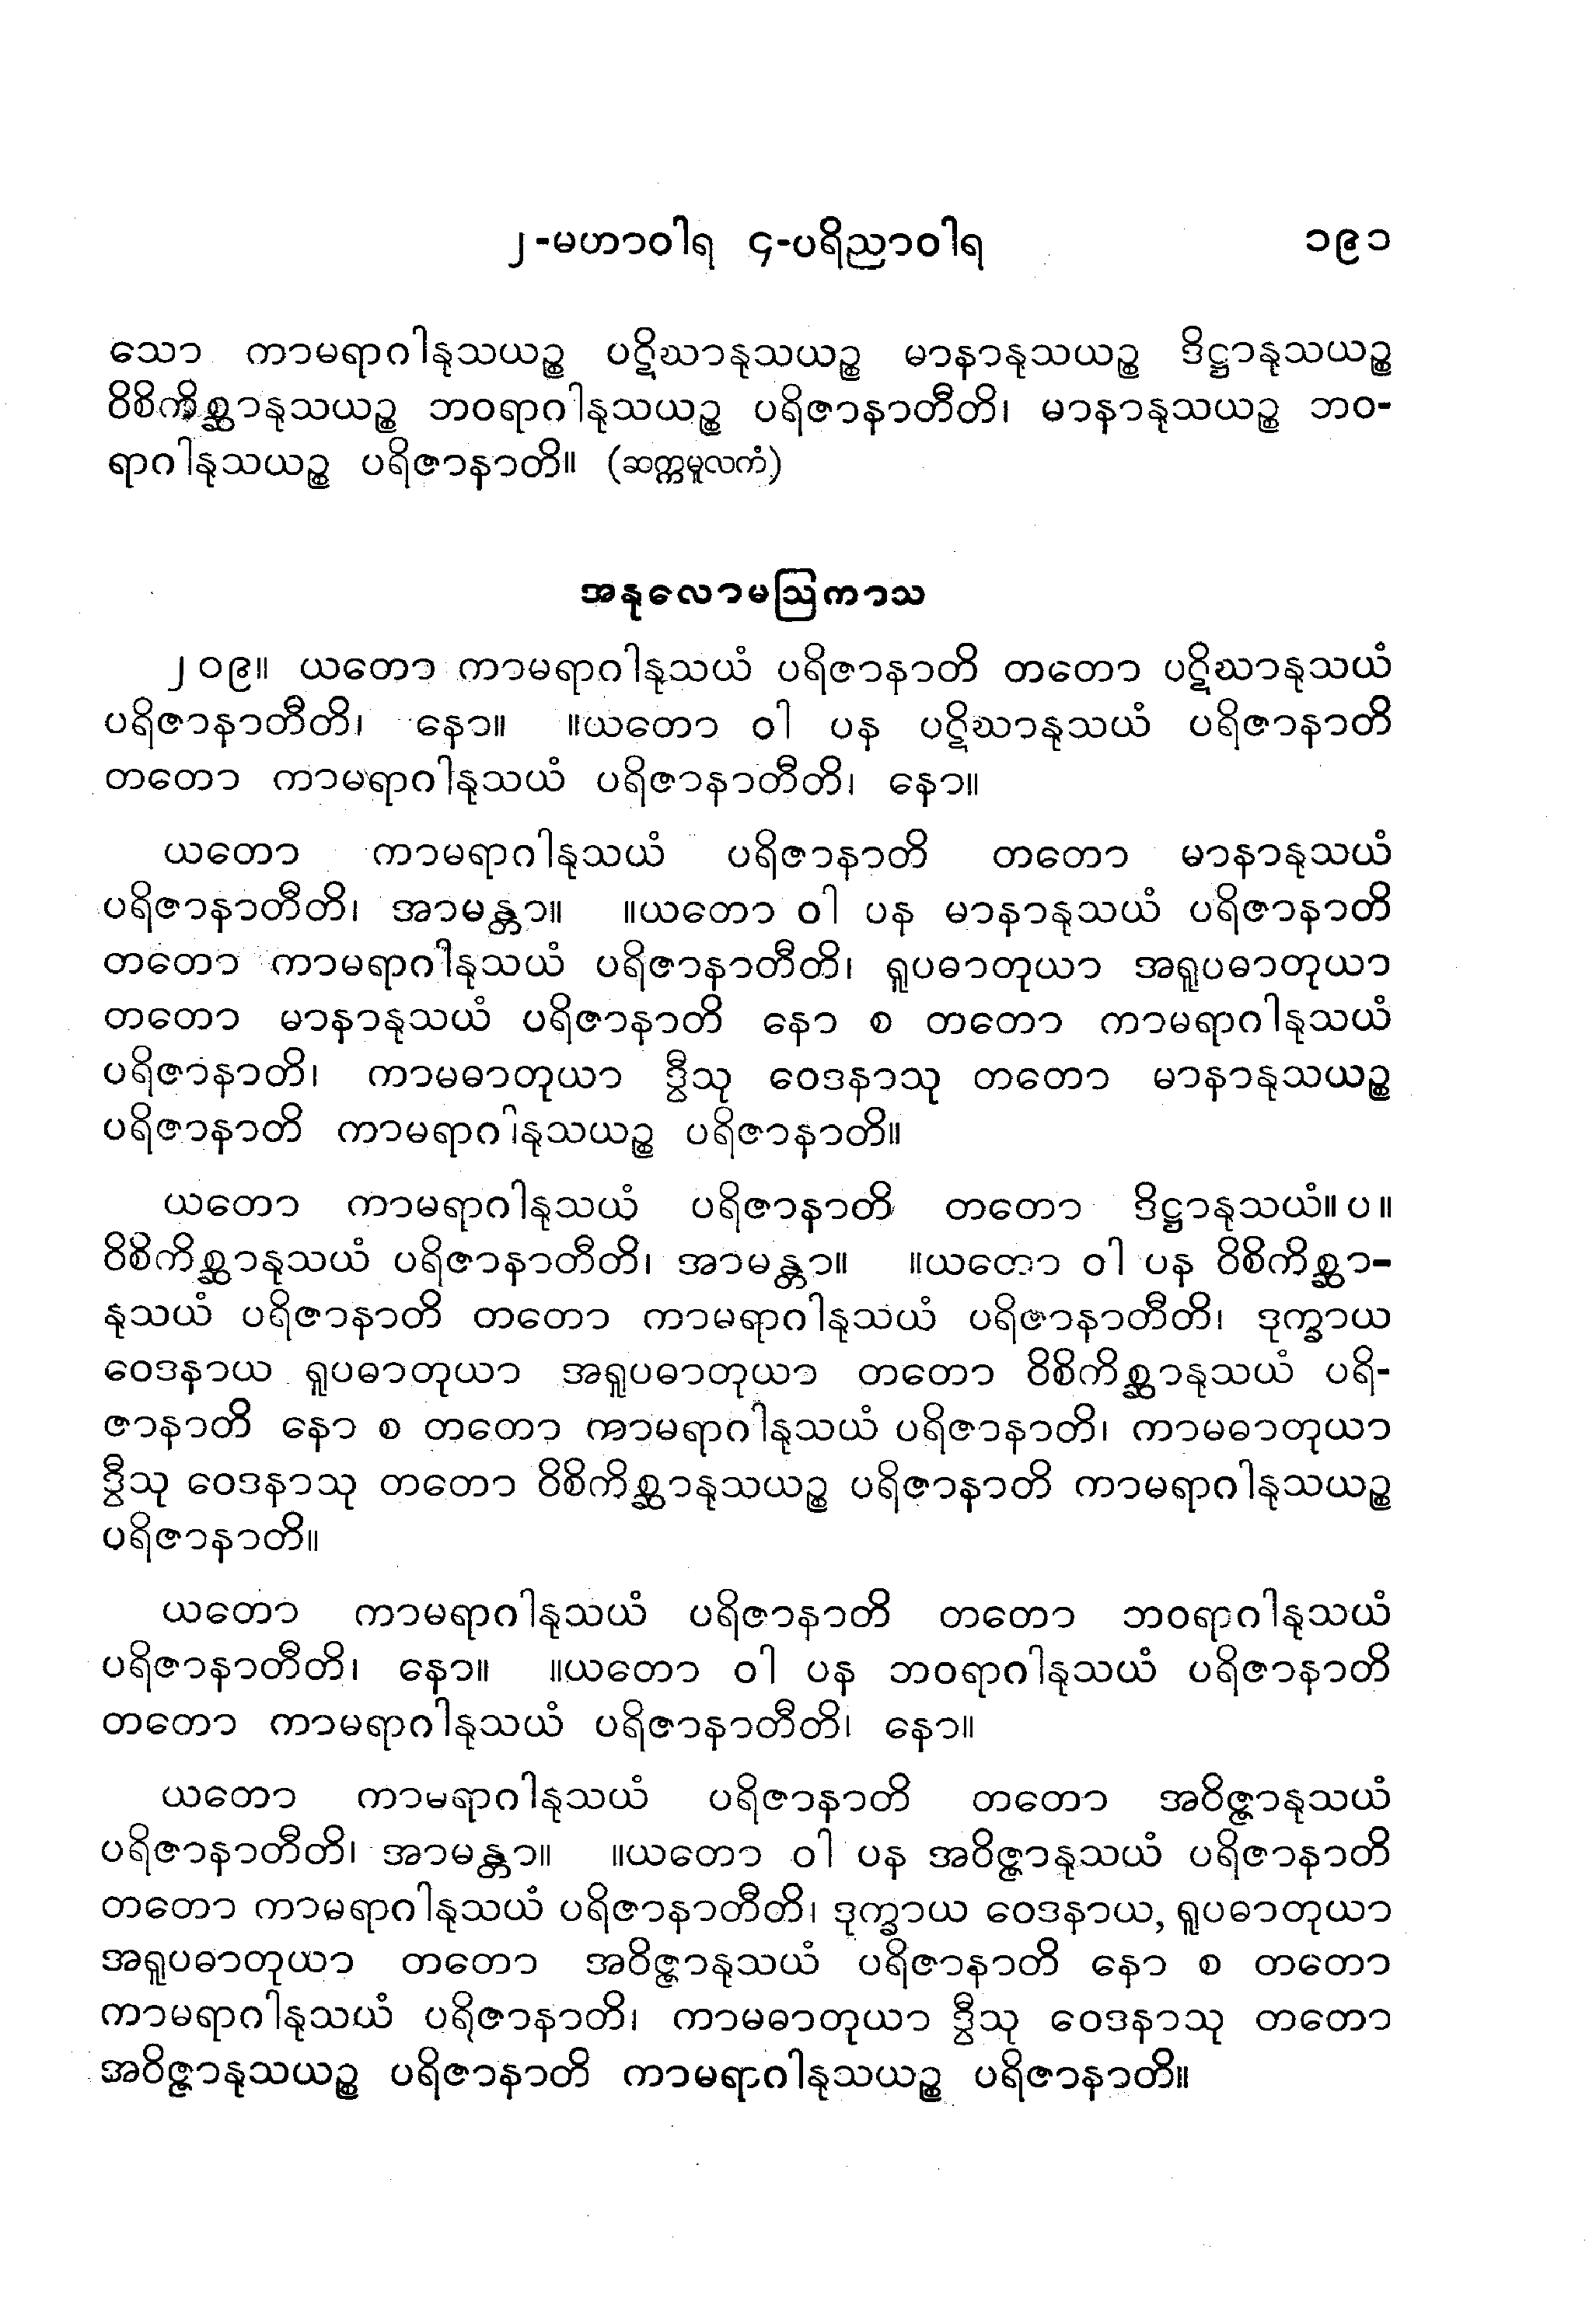 ၂-မဟာဝါရ ၄-ပရိညာဝါရ ၁၉၁
သော ကာမရာဂါနုသယဉ္စ ပဋိဃာနုသယဉ္စ မာနာနုသယဉ္စ ဒိဋ္ဌာနုသယဉ္စ
ဝိစိကိစ္ဆာနုသယဉ္စ ဘဝရာဂါနုသယဉ္စ ပရိဇာနာတီတိ၊ မာနာနုသယဉ္စ ဘဝ-
ရာဂါနုသယဉ္စ ပရိဇာနာတိ။ (ဆက္ကမူလကံ)
အနုလောမဩကာသ
၂၀၉။ ယတော ကာမရာဂါနုသယံ ပရိဇာနာတိ တတော ပဋိဃာနုသယံ
ပရိဇာနာတီတိ၊ နော။ ။ယတော ဝါ ပန ပဋိဃာနုသယံ ပရိဇာနာတိ
တတော ကာမရာဂါနုသယံ ပရိဇာနာတီတိ၊ နော။
ယတော ကာမရာဂါနုသယံ ပရိဇာနာတိ တတော မာနာနုသယံ
ပရိဇာနာတီတိ၊ အာမန္တာ။ ။ယတော ဝါ ပန မာနာနုသယံ ပရိဇာနာတိ
တတော ကာမရာဂါနုသယံ ပရိဇာနာတီတိ၊ ရူပဓာတုယာ အရူပဓာတုယာ
တတော မာနာနုသယံ ပရိဇာနာတိ နော စ တတော ကာမရာဂါနုသယံ
ပရိဇာနာတိ၊ ကာမဓာတုယာ ဒွီသု ဝေဒနာသု တတော မာနာနုသယဉ္စ
ပရိဇာနာတိ ကာမရာဂါနုသယဉ္စ ပရိဇာနာတိ။
ယတော ကာမရာဂါနုသယံ ပရိဇာနာတိ တတော ဒိဋ္ဌာနုသယံ။ ပ ။
ဝိစိကိစ္ဆာနုသယံ ပရိဇာနာတီတိ၊ အာမန္တာ။ ။ယတော ဝါ ပန ဝိစိကိစ္ဆာ-
နုသယံ ပရိဇာနာတိ တတော ကာမရာဂါနုသယံ ပရိဇာနာတီတိ၊ ဒုက္ခာယ
ဝေဒနာယ ရူပဓာတုယာ အရူပဓာတုယာ တတော ဝိစိကိစ္ဆာနုသယံ ပရိ-
ဇာနာတိ နော စ တတော ကာမရာဂါနုသယံ ပရိဇာနာတိ၊ ကာမဓာတုယာ
ဒွီသု ဝေဒနာသု တတော ဝိစိကိစ္ဆာနုသယဉ္စ ပရိဇာနာတိ ကာမရာဂါနုသယဉ္စ
ပရိဇာနာတိ။
ယတော ကာမရာဂါနုသယံ ပရိဇာနာတိ တတော ဘဝရာဂါနုသယံ
ပရိဇာနာတီတိ၊ နော။ ။ယတော ဝါ ပန ဘဝရာဂါနုသယံ ပရိဇာနာတိ
တတော ကာမရာဂါနုသယံ ပရိဇာနာတီတိ၊ နော။
ယတော ကာမရာဂါနုသယံ ပရိဇာနာတိ တတော အဝိဇ္ဇာနုသယံ
ပရိဇာနာတီတိ၊ အာမန္တာ။ ။ယတော ဝါ ပန အဝိဇ္ဇာနုသယံ ပရိဇာနာတိ
တတော ကာမရာဂါနုသယံ ပရိဇာနာတီတိ၊ ဒုက္ခာယ ဝေဒနာယ, ရူပဓာတုယာ
အရူပဓာတုယာ တတော အဝိဇ္ဇာနုသယံ ပရိဇာနာတိ နော စ တတော
ကာမရာဂါနုသယံ ပရိဇာနာတိ၊ ကာမဓာတုယာ ဒွီသု ဝေဒနာသု တတော
အဝိဇ္ဇာနုသယဉ္စ ပရိဇာနာတိ ကာမရာဂါနုသယဉ္စ ပရိဇာနာတိ။